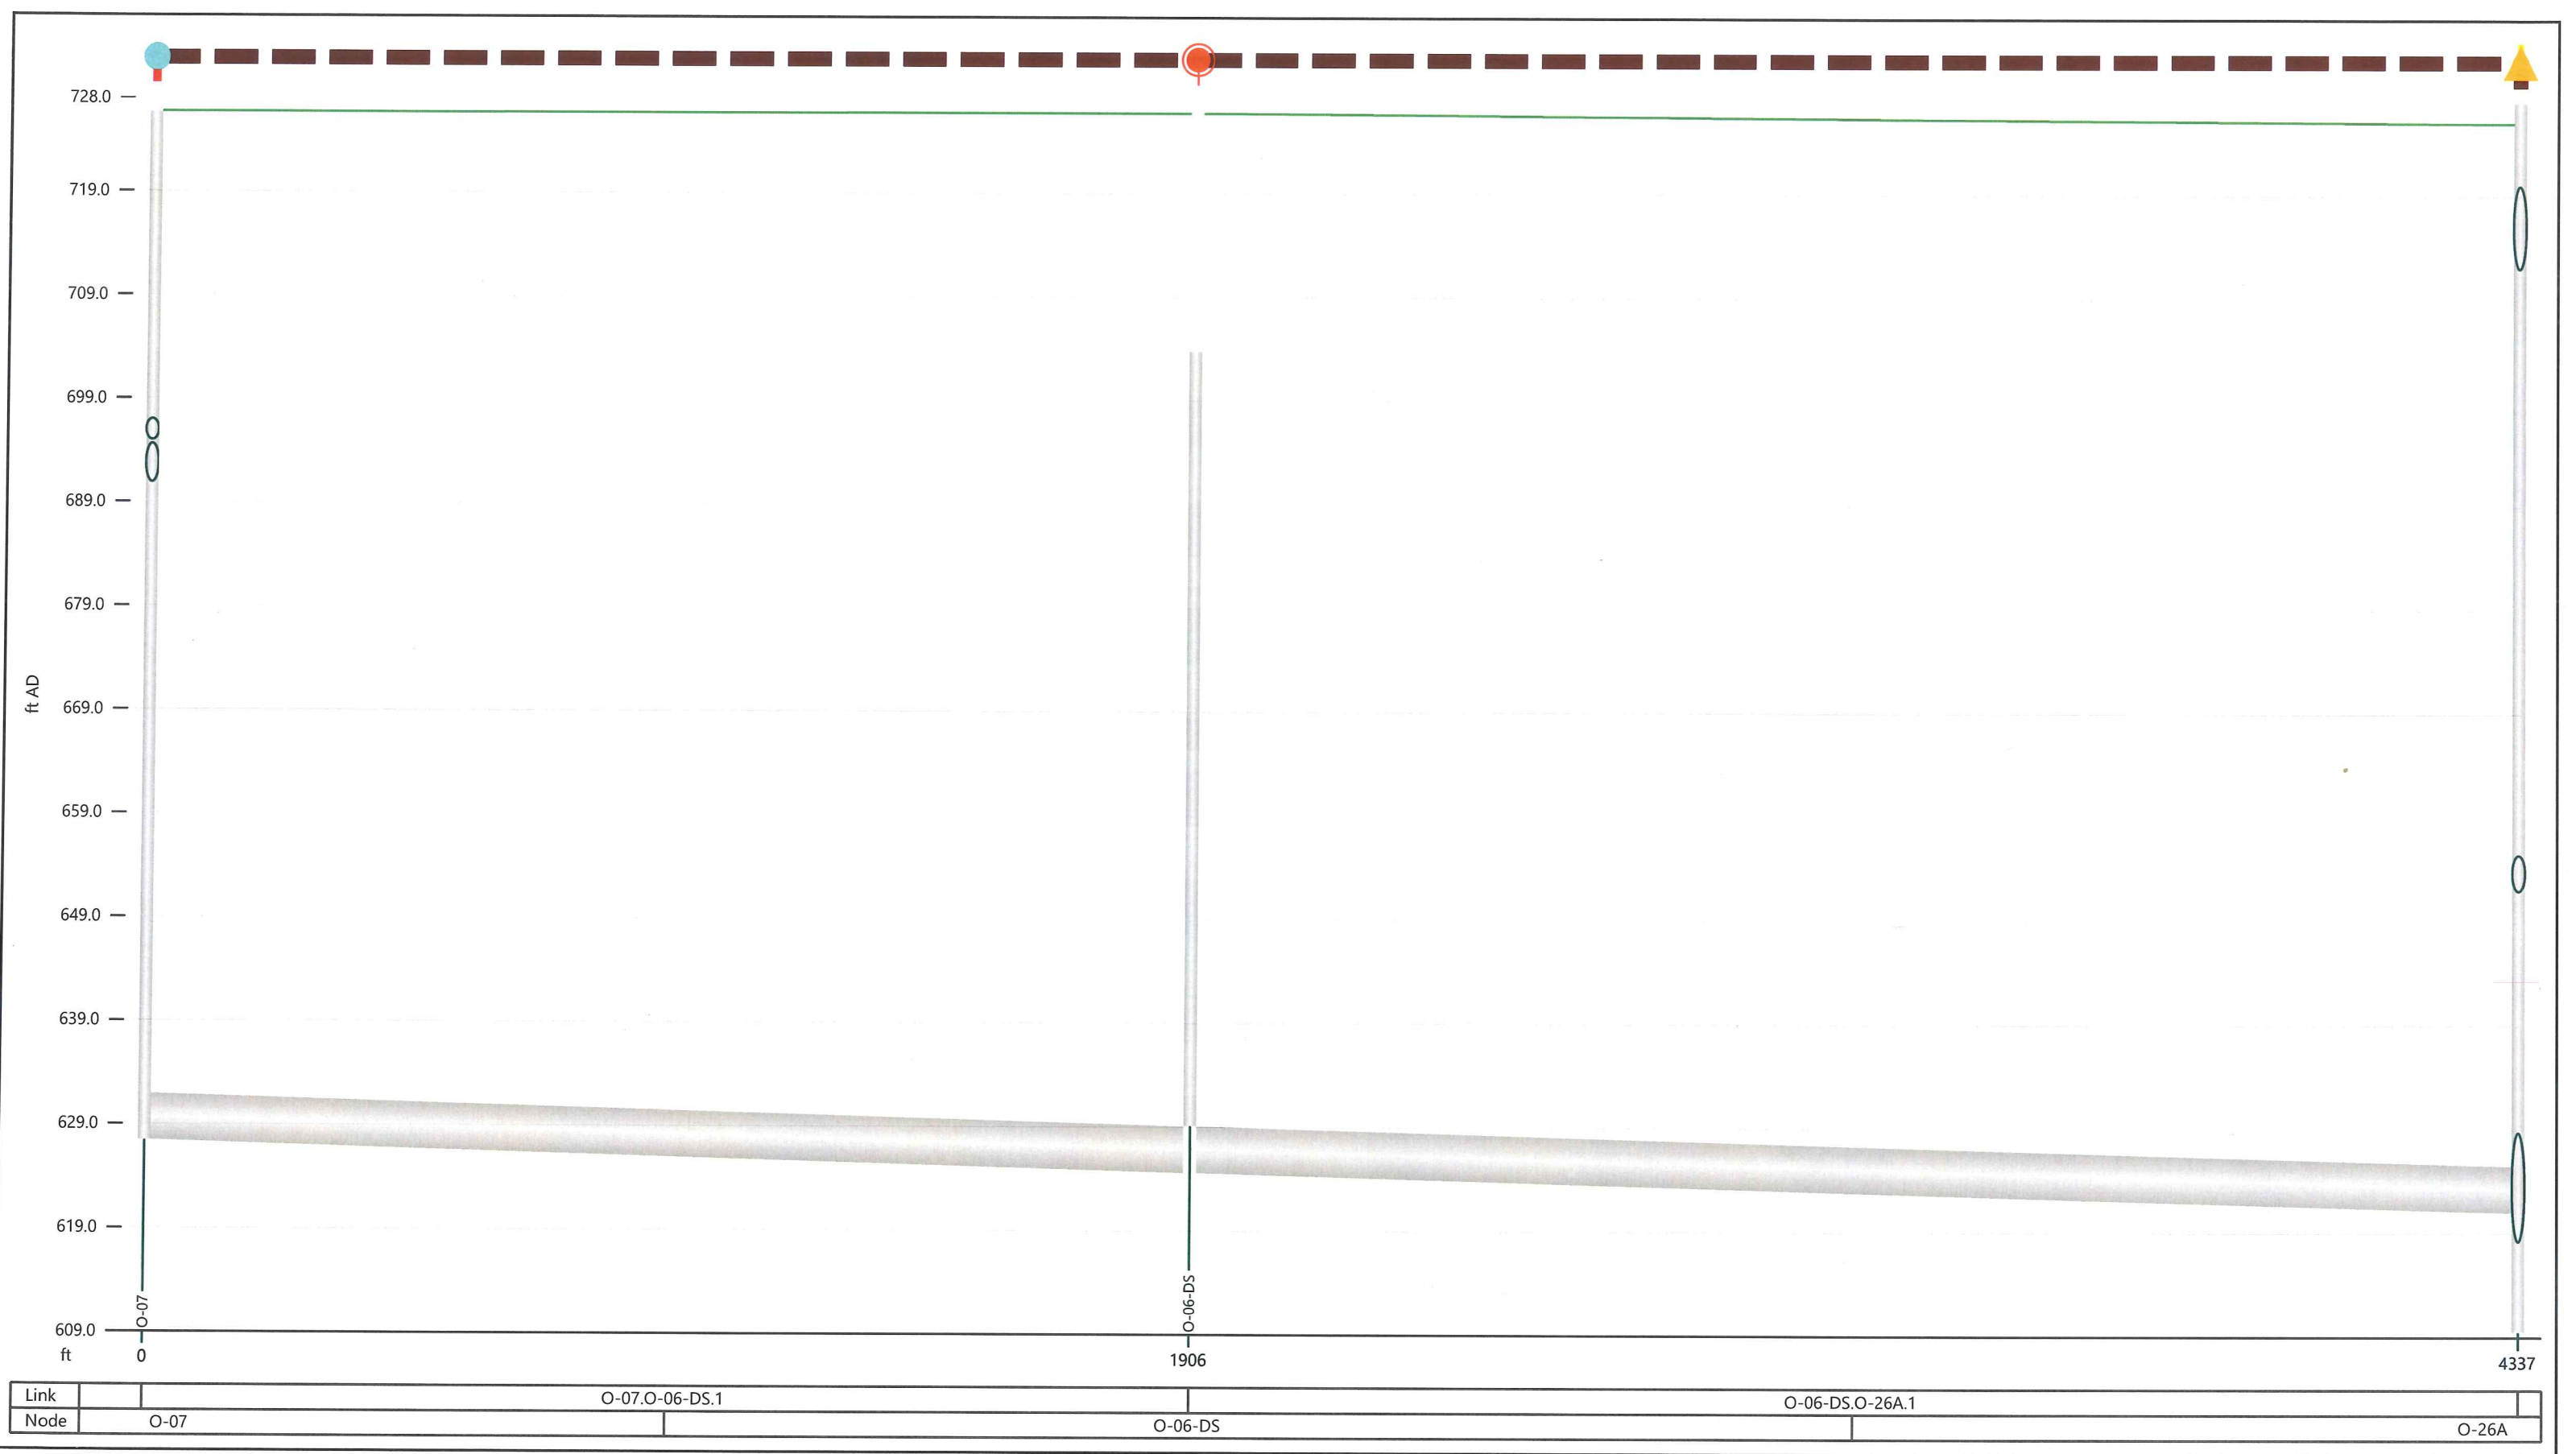 728.0
719.0
709.0
699.0
689.0
679.0
ft AD
669.0
659.0
649.0
639.0
629.0
619.0
O-07
O-06-DS
609.0
ft 0 1906 4337
Link O-07.O-06-DS.1 O-06-DS.O-26A.1
Node O-07 O-06-DS O-26A